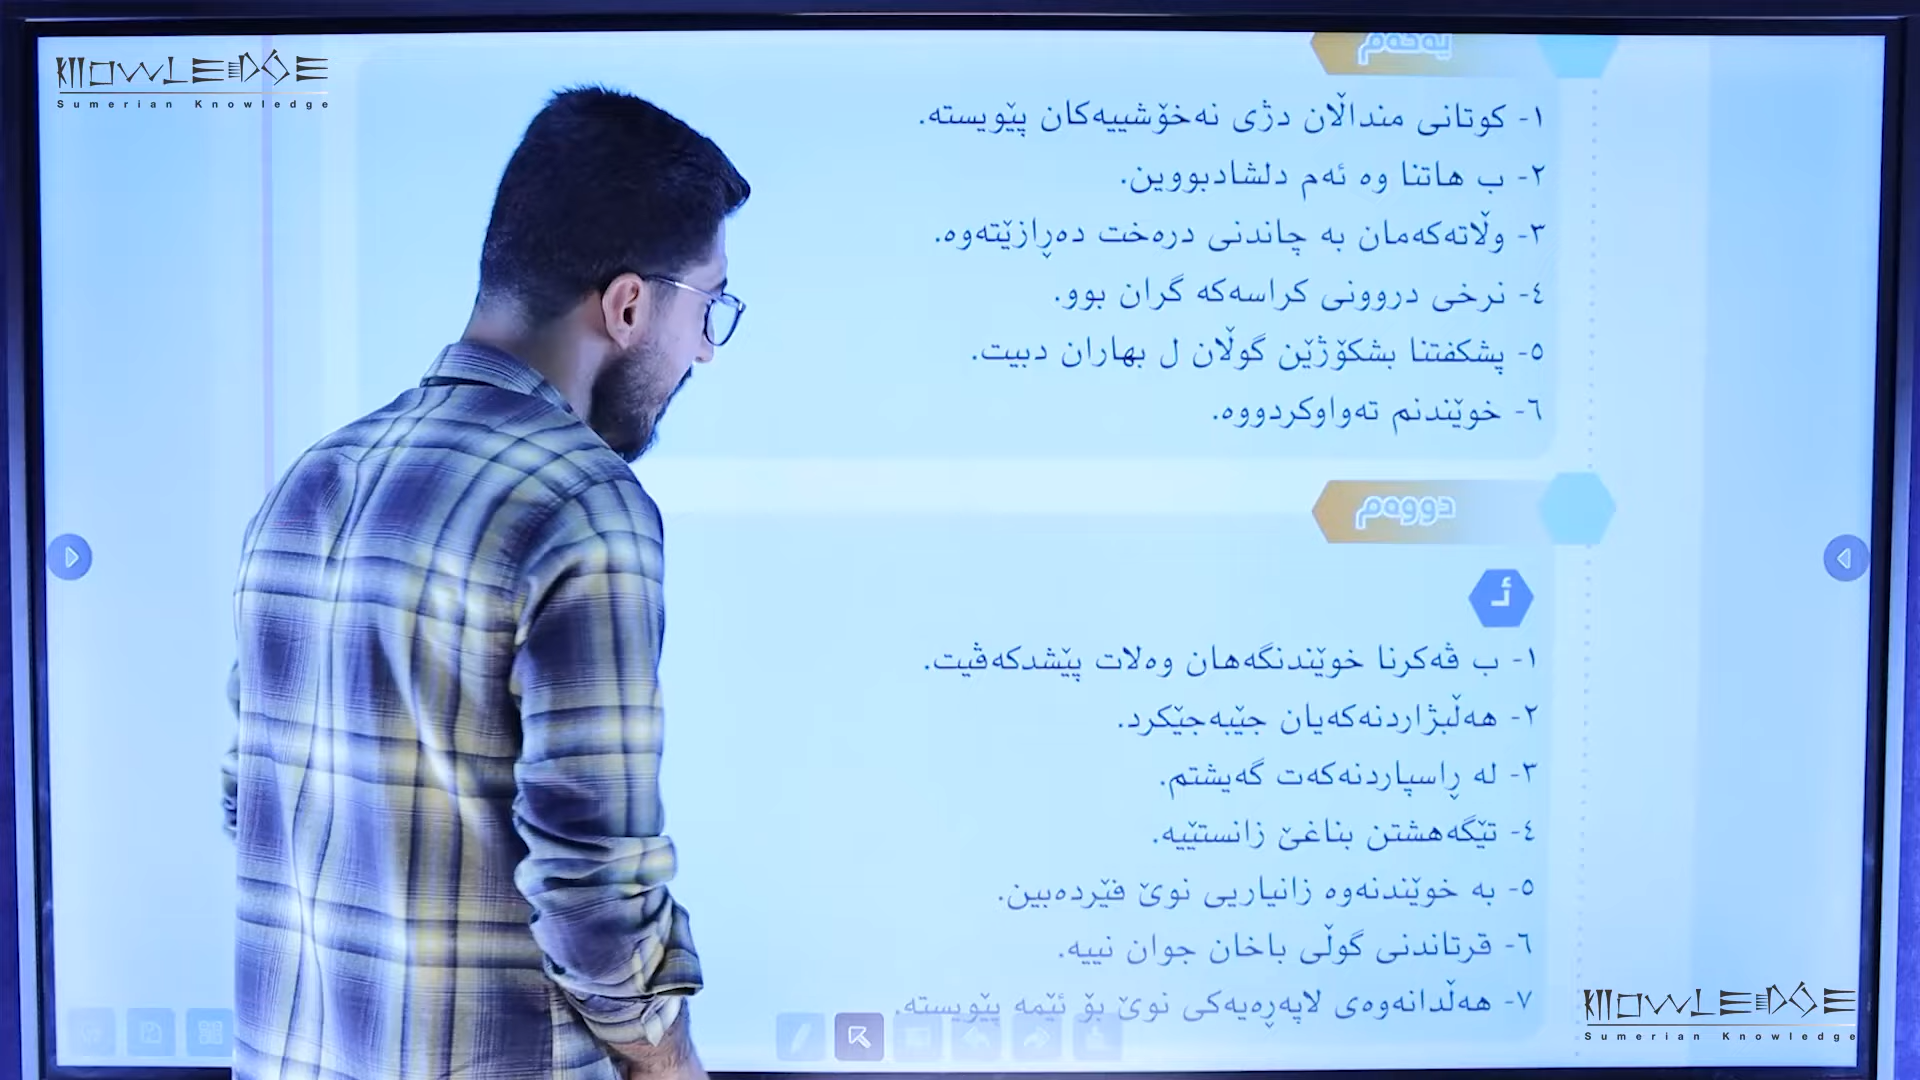 KNOWLEDGE
Sumerian Knowledge
یەکەم
١- کوتانی منداڵان دژی نەخۆشییەکان پێویستە.
٢- ب هاتنا وە ئەم دلشادبووین.
٣- وڵاتەکەمان بە چاندنی درەخت دەڕازێتەوە.
٤- نرخی دروونی کراسەکە گران بوو.
٥- پشکفتنا بشکۆژێن گوڵان ل بهاران دبیت.
٦- خوێندنم تەواوکردووە.
دووەم
ئـ
١- ب ڤەکرنا خوێندنگەهان وەلات پێشدکەڤیت.
٢- هەڵبژاردنەکەیان جێبەجێکرد.
٣- لە ڕاسپاردنەکەت گەیشتم.
٤- تێگەهشتن بناغێ زانستێیە.
٥- بە خوێندنەوە زانیاریی نوێ فێردەبین.
٦- قرتاندنی گوڵی باخان جوان نییە.
٧- هەڵدانەوەی لاپەڕەیەکی نوێ بۆ ئێمە پێویستە.
KNOWLEDGE
Sumerian Knowledge